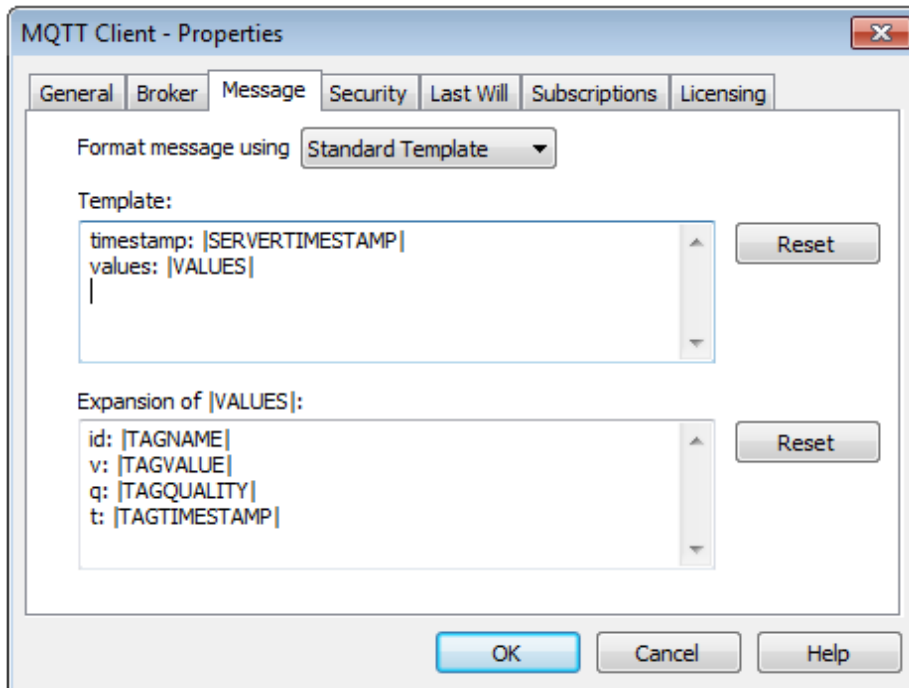 MQTT Client - Properties
General Broker Message Security Last Will Subscriptions Licensing
Format message using Standard Template
Template:
timestamp: |SERVERTIMESTAMP|
values: |VALUES|
Reset
Expansion of |VALUES|:
id: |TAGNAME|
v: |TAGVALUE|
q: |TAGQUALITY|
t: |TAGTIMESTAMP|
Reset
OK Cancel Help